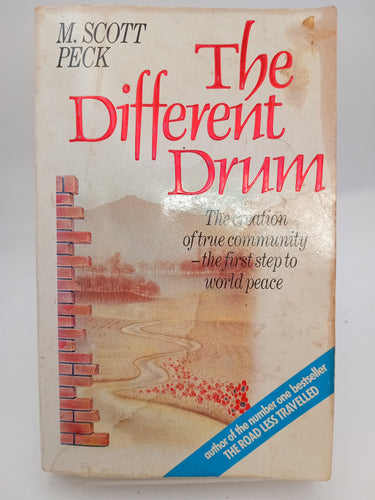 M. SCOTT
PECK
The
Different
Drum
The creation
of true community
– the first step to
world peace
author of the number one bestseller
THE ROAD LESS TRAVELLED